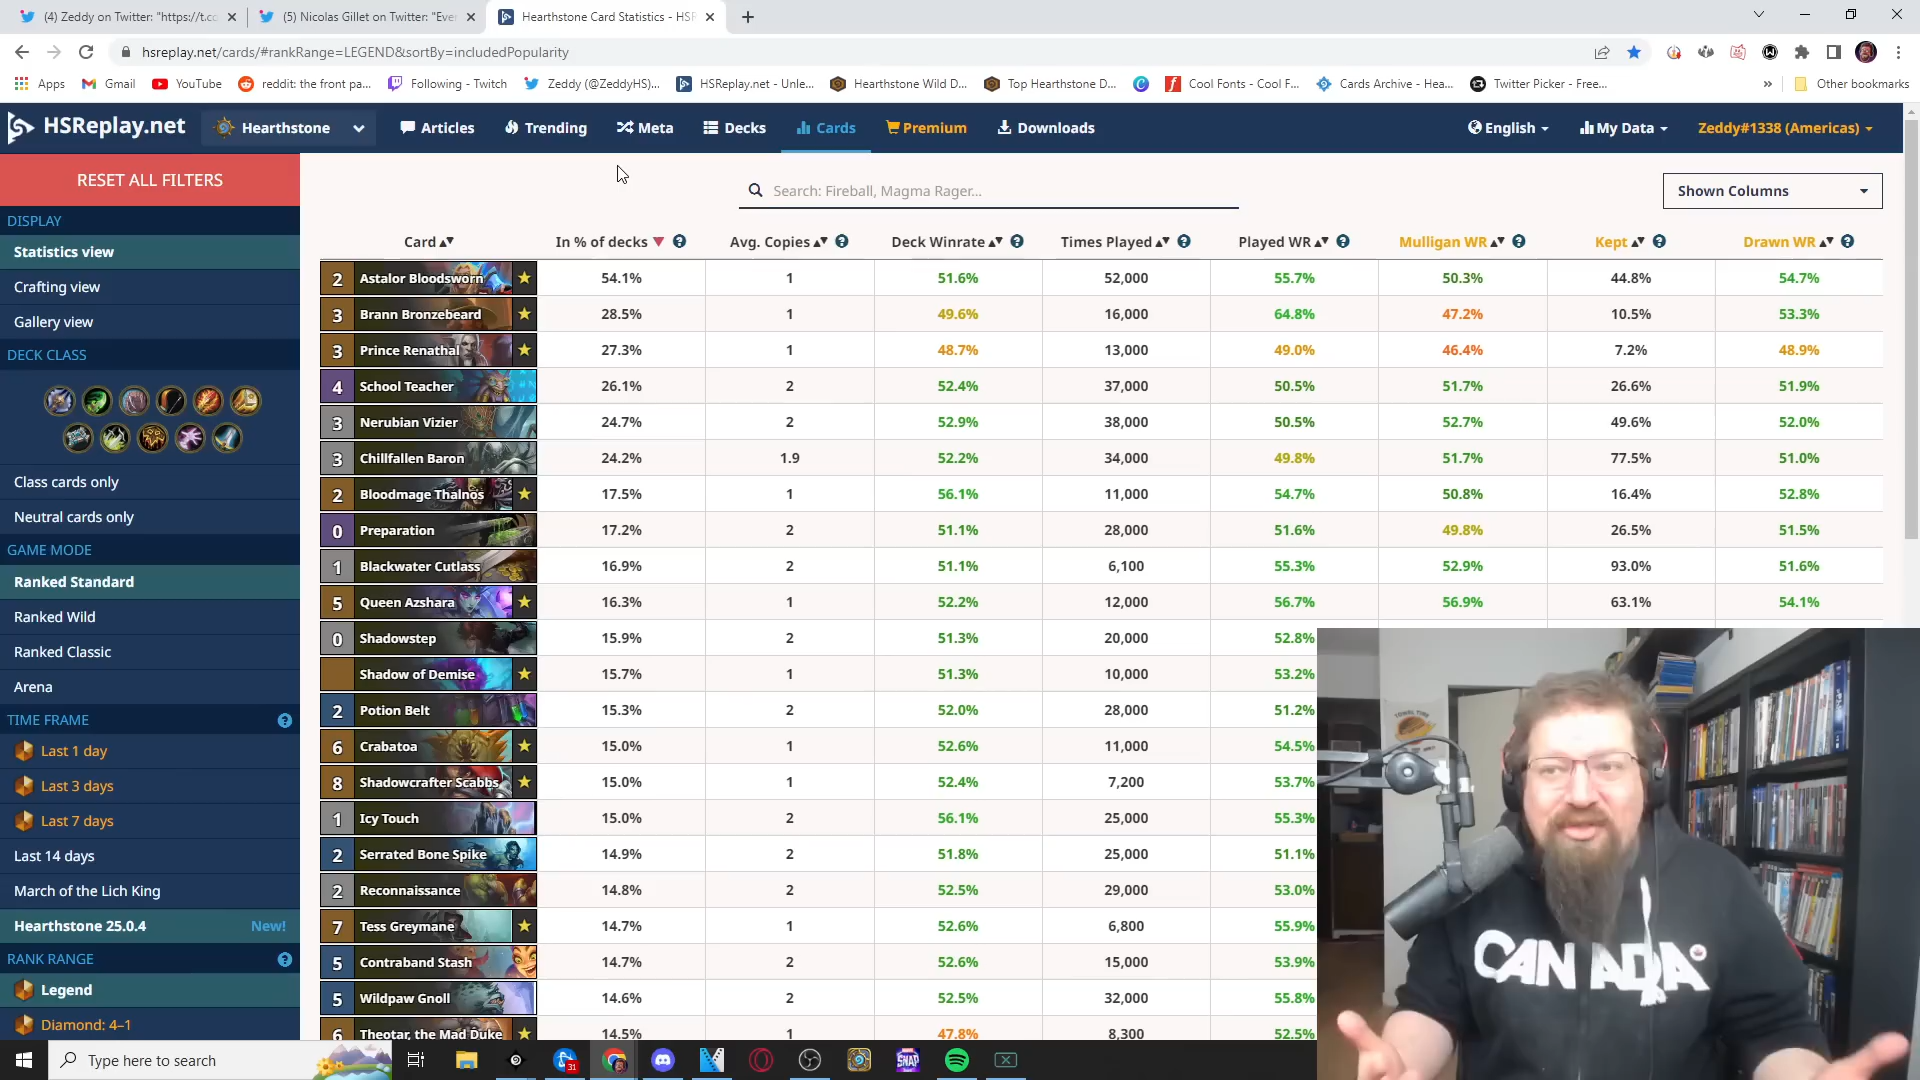 (4) Zeddy on Twitter: "https://t.co
(5) Nicolas Gillet on Twitter: "Ever
Hearthstone Card Statistics - HSR
hsreplay.net/cards/#rankRange=LEGEND&sortBy=includedPopularity
Apps
Gmail
YouTube
reddit: the front pa...
Following - Twitch
Zeddy (@ZeddyHS)...
HSReplay.net - Unle...
Hearthstone Wild D...
Top Hearthstone D...
Cool Fonts - Cool F...
Cards Archive - Hea...
Twitter Picker - Free...
Other bookmarks
HSReplay.net
Hearthstone
Articles
Trending
Meta
Decks
Cards
Premium
Downloads
English
My Data
Zeddy#1338 (Americas)
RESET ALL FILTERS
DISPLAY
Statistics view
Crafting view
Gallery view
DECK CLASS
Class cards only
Neutral cards only
GAME MODE
Ranked Standard
Ranked Wild
Ranked Classic
Arena
TIME FRAME
Last 1 day
Last 3 days
Last 7 days
Last 14 days
March of the Lich King
Hearthstone 25.0.4 New!
RANK RANGE
Legend
Diamond: 4–1
Search: Fireball, Magma Rager...
Shown Columns
Card In % of decks Avg. Copies Deck Winrate Times Played Played WR Mulligan WR Kept Drawn WR
2 Astalor Bloodsworn 54.1% 1 51.6% 52,000 55.7% 50.3% 44.8% 54.7%
3 Brann Bronzebeard 28.5% 1 49.6% 16,000 64.8% 47.2% 10.5% 53.3%
3 Prince Renathal 27.3% 1 48.7% 13,000 49.0% 46.4% 7.2% 48.9%
4 School Teacher 26.1% 2 52.4% 37,000 50.5% 51.7% 26.6% 51.9%
3 Nerubian Vizier 24.7% 2 52.9% 38,000 50.5% 52.7% 49.6% 52.0%
3 Chillfallen Baron 24.2% 1.9 52.2% 34,000 49.8% 51.7% 77.5% 51.0%
2 Bloodmage Thalnos 17.5% 1 56.1% 11,000 54.7% 50.8% 16.4% 52.8%
0 Preparation 17.2% 2 51.1% 28,000 51.6% 49.8% 26.5% 51.5%
1 Blackwater Cutlass 16.9% 2 51.1% 6,100 55.3% 52.9% 93.0% 51.6%
5 Queen Azshara 16.3% 1 52.2% 12,000 56.7% 56.9% 63.1% 54.1%
0 Shadowstep 15.9% 2 51.3% 20,000 52.8%
Shadow of Demise 15.7% 1 51.3% 10,000 53.2%
2 Potion Belt 15.3% 2 52.0% 28,000 51.2%
6 Crabatoa 15.0% 1 52.6% 11,000 54.5%
8 Shadowcrafter Scabbs 15.0% 1 52.4% 7,200 53.7%
1 Icy Touch 15.0% 2 56.1% 25,000 55.3%
2 Serrated Bone Spike 14.9% 2 51.8% 25,000 51.1%
2 Reconnaissance 14.8% 2 52.5% 29,000 53.0%
7 Tess Greymane 14.7% 1 52.6% 6,800 55.9%
5 Contraband Stash 14.7% 2 52.6% 15,000 53.9%
5 Wildpaw Gnoll 14.6% 2 52.5% 32,000 55.8%
6 Theotar, the Mad Duke 14.5% 1 47.8% 8,300 52.5%
CANADA
Type here to search
31
SNAP